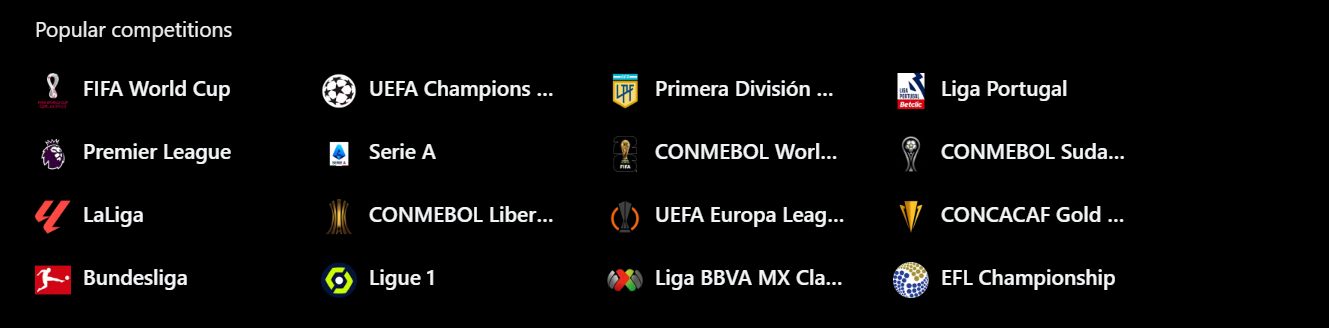 Popular competitions
FIFA World Cup
UEFA Champions ...
Primera División ...
Liga Portugal
Premier League
Serie A
CONMEBOL Worl...
CONMEBOL Suda...
LaLiga
CONMEBOL Liber...
UEFA Europa Leag...
CONCACAF Gold ...
Bundesliga
Ligue 1
Liga BBVA MX Cla...
EFL Championship